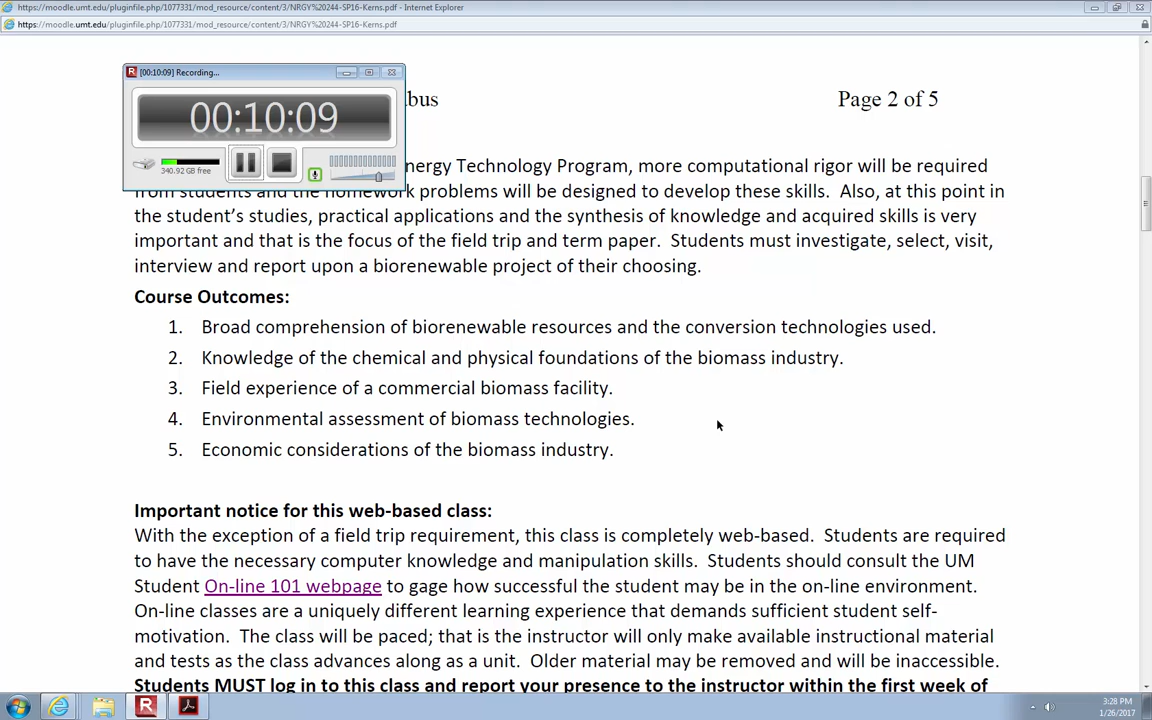 https://moodle.umt.edu/pluginfile.php/1077331/mod_resource/content/3/NRGY%20244-SP16-Kerns.pdf - Internet Explorer
https://moodle.umt.edu/pluginfile.php/1077331/mod_resource/content/3/NRGY%20244-SP16-Kerns.pdf
[00:10:09] Recording...
00:10:09
340.92 GB free
bus
Page 2 of 5
nergy Technology Program, more computational rigor will be required
from students and the homework problems will be designed to develop these skills. Also, at this point in
the student's studies, practical applications and the synthesis of knowledge and acquired skills is very
important and that is the focus of the field trip and term paper. Students must investigate, select, visit,
interview and report upon a biorenewable project of their choosing.
Course Outcomes:
1. Broad comprehension of biorenewable resources and the conversion technologies used.
2. Knowledge of the chemical and physical foundations of the biomass industry.
3. Field experience of a commercial biomass facility.
4. Environmental assessment of biomass technologies.
5. Economic considerations of the biomass industry.
Important notice for this web-based class:
With the exception of a field trip requirement, this class is completely web-based. Students are required
to have the necessary computer knowledge and manipulation skills. Students should consult the UM
Student On-line 101 webpage to gage how successful the student may be in the on-line environment.
On-line classes are a uniquely different learning experience that demands sufficient student self-
motivation. The class will be paced; that is the instructor will only make available instructional material
and tests as the class advances along as a unit. Older material may be removed and will be inaccessible.
Students MUST log in to this class and report your presence to the instructor within the first week of
3:28 PM
1/26/2017